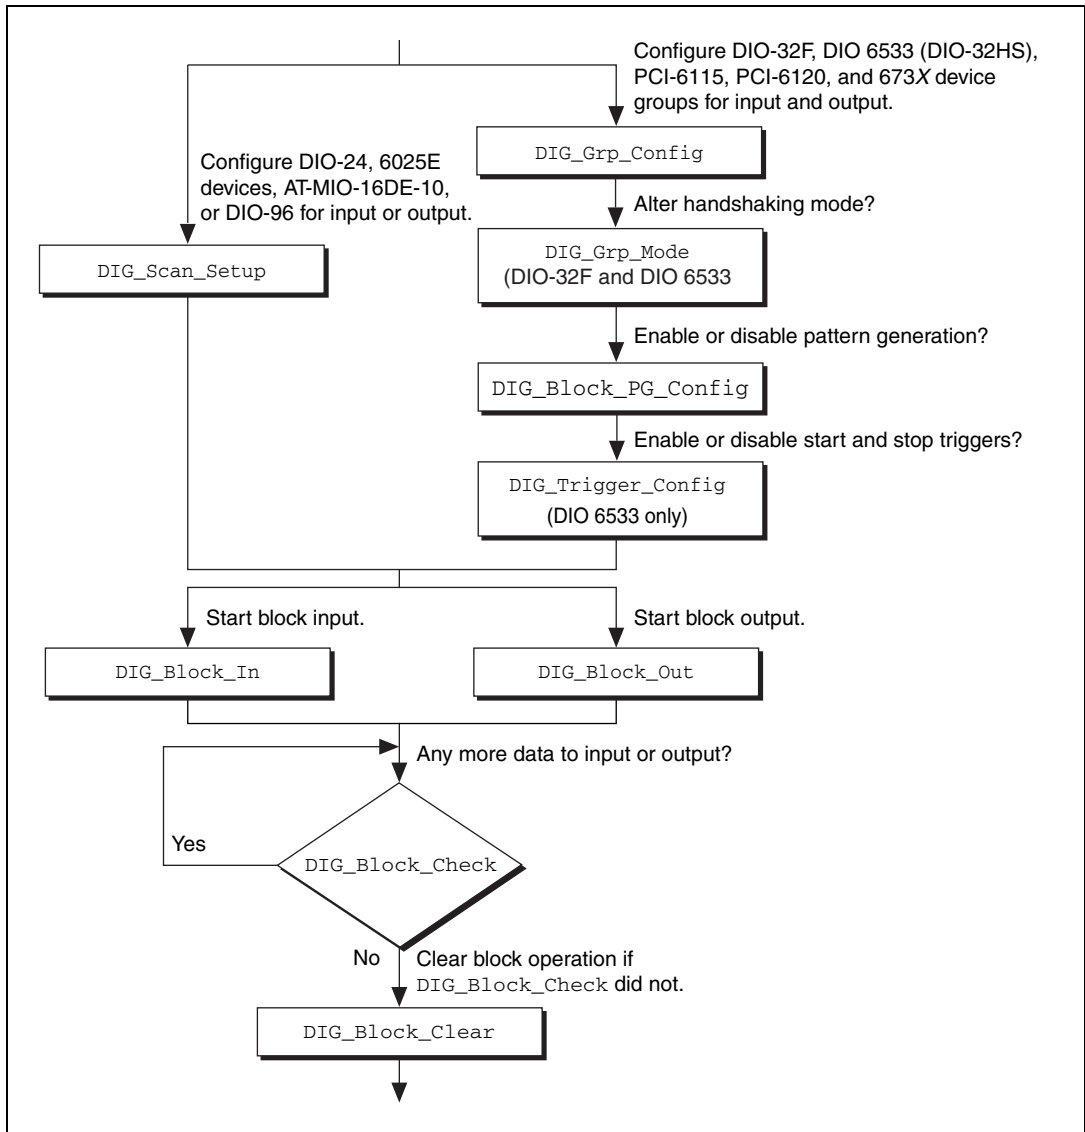 Configure DIO-32F, DIO 6533 (DIO-32HS),
PCI-6115, PCI-6120, and 673X device
groups for input and output.
DIG_Grp_Config
Configure DIO-24, 6025E
devices, AT-MIO-16DE-10,
or DIO-96 for input or output.
Alter handshaking mode?
DIG_Scan_Setup
DIG_Grp_Mode
(DIO-32F and DIO 6533
Enable or disable pattern generation?
DIG_Block_PG_Config
Enable or disable start and stop triggers?
DIG_Trigger_Config
(DIO 6533 only)
Start block input.
Start block output.
DIG_Block_In
DIG_Block_Out
Any more data to input or output?
Yes
DIG_Block_Check
No
Clear block operation if
DIG_Block_Check did not.
DIG_Block_Clear